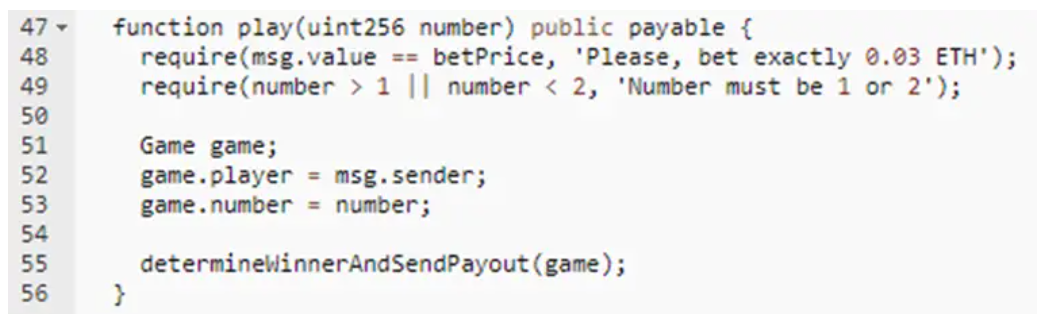 47 function play(uint256 number) public payable {
48 require(msg.value == betPrice, 'Please, bet exactly 0.03 ETH');
49 require(number > 1 || number < 2, 'Number must be 1 or 2');
50
51 Game game;
52 game.player = msg.sender;
53 game.number = number;
54
55 determineWinnerAndSendPayout(game);
56 }